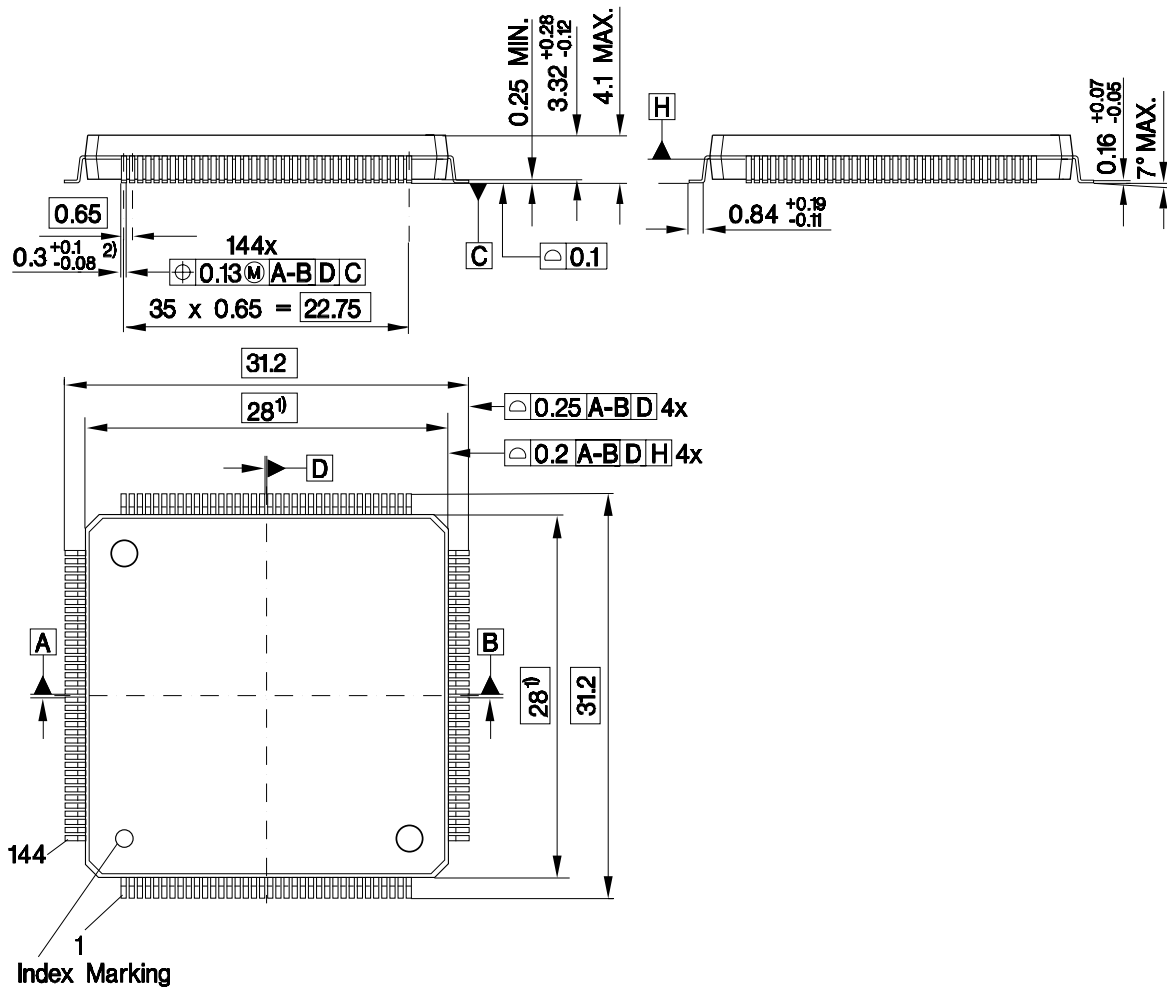 0.25 MIN.
3.32 +0.28 -0.12
4.1 MAX.
H
0.16 +0.07 -0.05
7° MAX.
0.65
0.3 +0.1 -0.08 2)
144x
0.13 Ⓜ A-B D C
35 x 0.65 = 22.75
C
0.1
0.84 +0.19 -0.11
31.2
28 1)
0.25 A-B D 4x
0.2 A-B D H 4x
D
A
B
28 1)
31.2
144
1
Index Marking